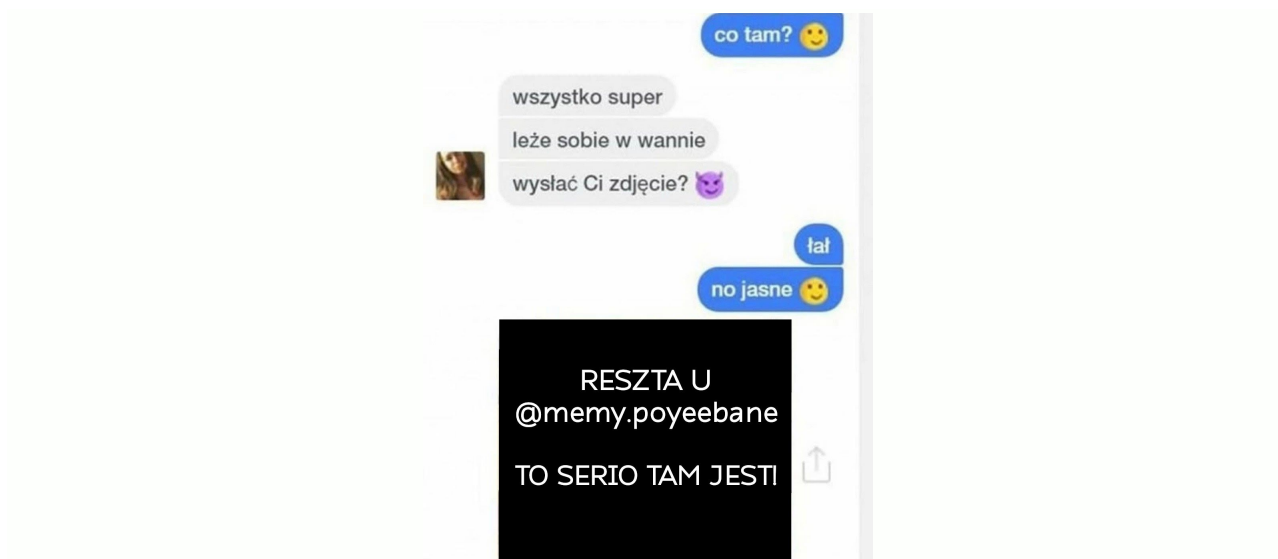 co tam? 🙂
wszystko super
leże sobie w wannie
wysłać Ci zdjęcie? 😈
łał
no jasne 🙂
RESZTA U
@memy.poyeebane
TO SERIO TAM JEST!